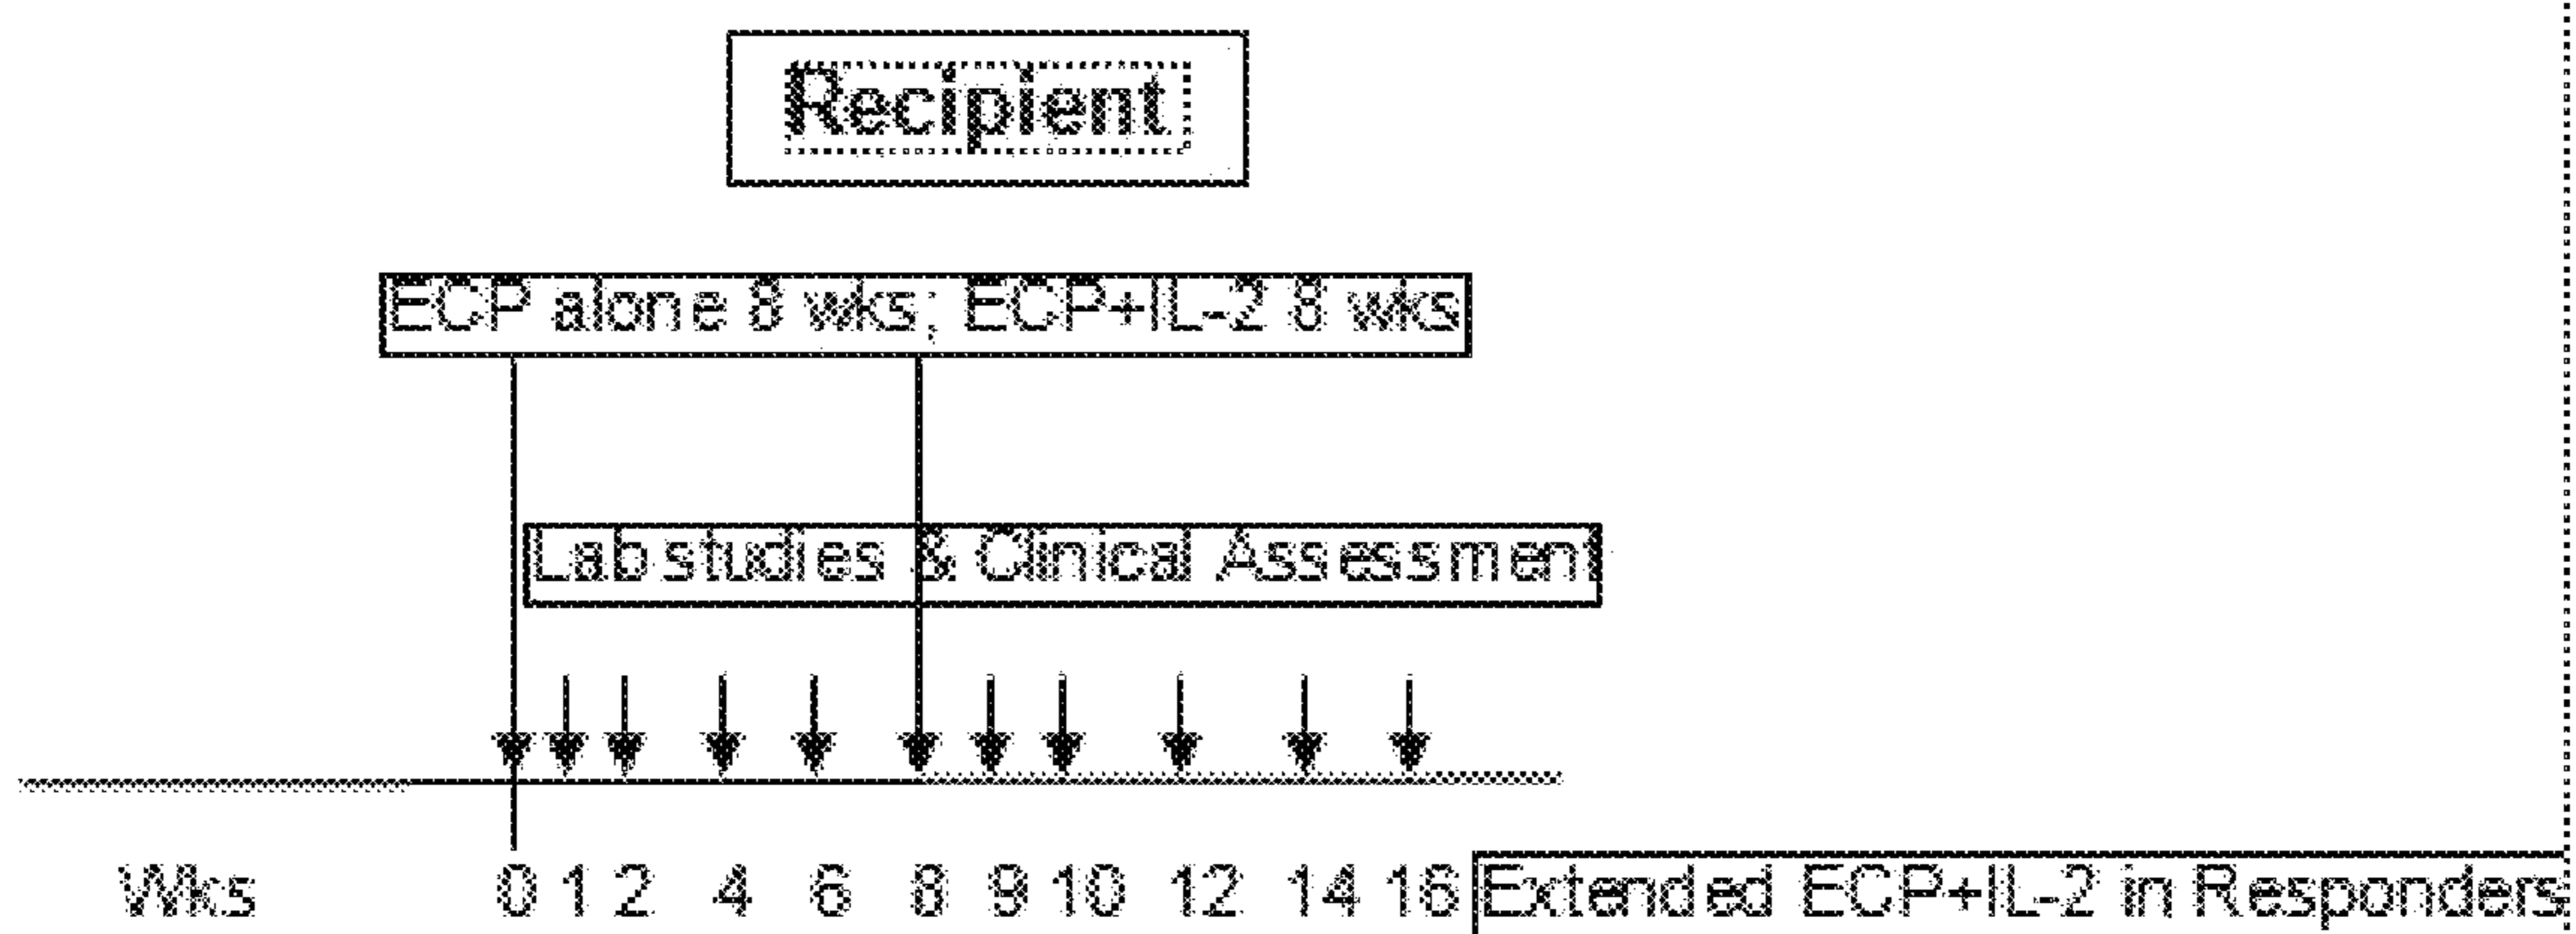 Recipient
ECP alone 8 wks; ECP+IL-2 8 wks
Lab studies & Clinical Assessment
Wks 0 1 2 4 6 8 9 10 12 14 16 Extended ECP+IL-2 in Responders